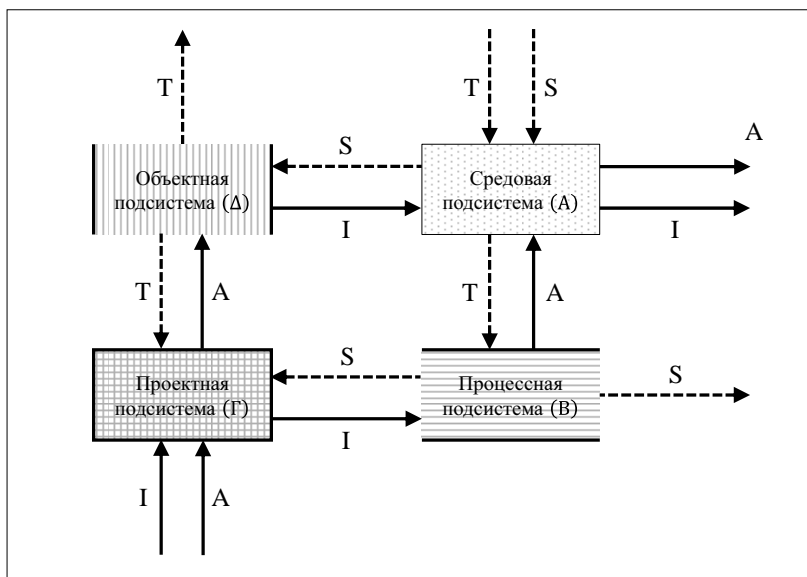 T
T
S
A
Объектная
подсистема (Δ)
S
I
Средовая
подсистема (А)
I
T
A
T
A
Проектная
подсистема (Г)
S
I
Процессная
подсистема (В)
S
I
A